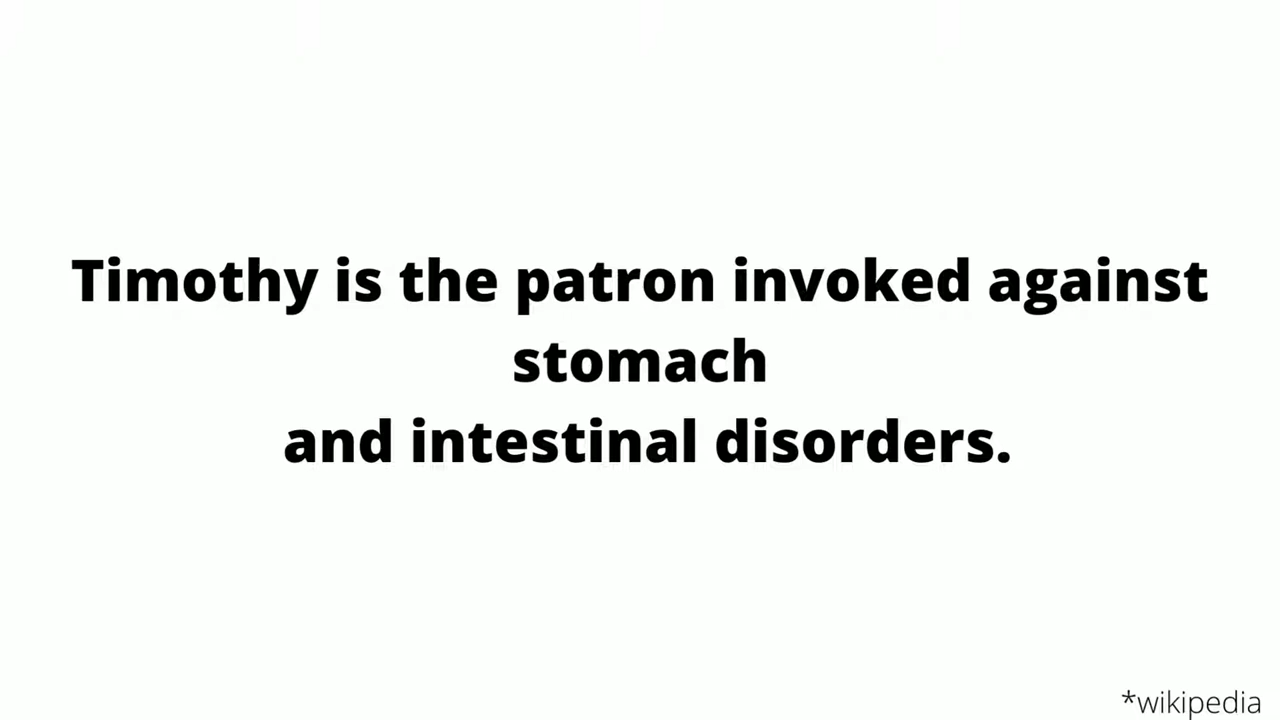 Timothy is the patron invoked against
stomach
and intestinal disorders.
*wikipedia